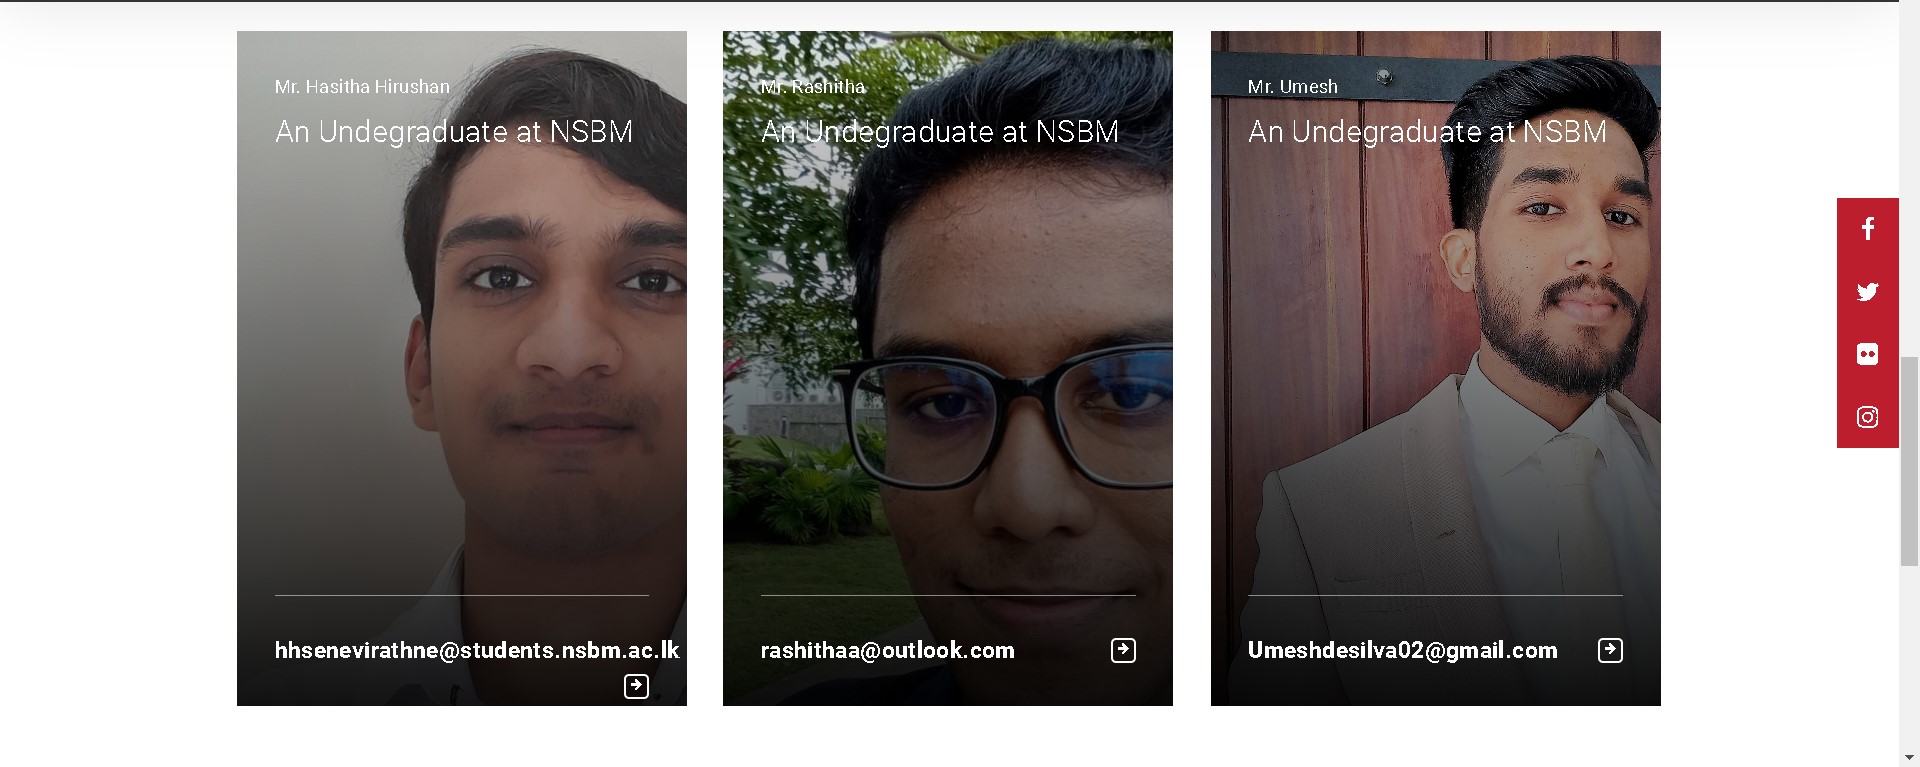 Mr. Hasitha Hirushan
An Undegraduate at NSBM
hhsenevirathne@students.nsbm.ac.lk
Mr. Rashitha
An Undegraduate at NSBM
rashithaa@outlook.com
Mr. Umesh
An Undegraduate at NSBM
Umeshdesilva02@gmail.com